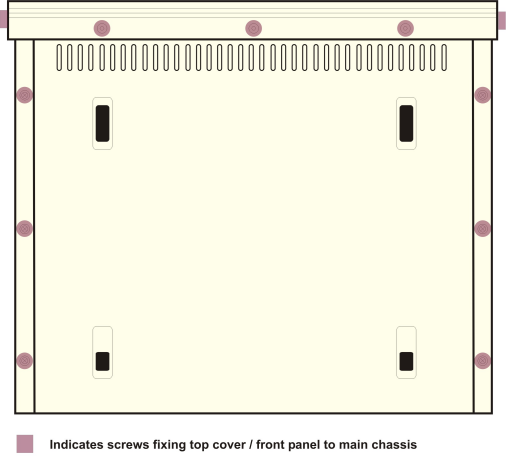 Indicates screws fixing top cover / front panel to main chassis